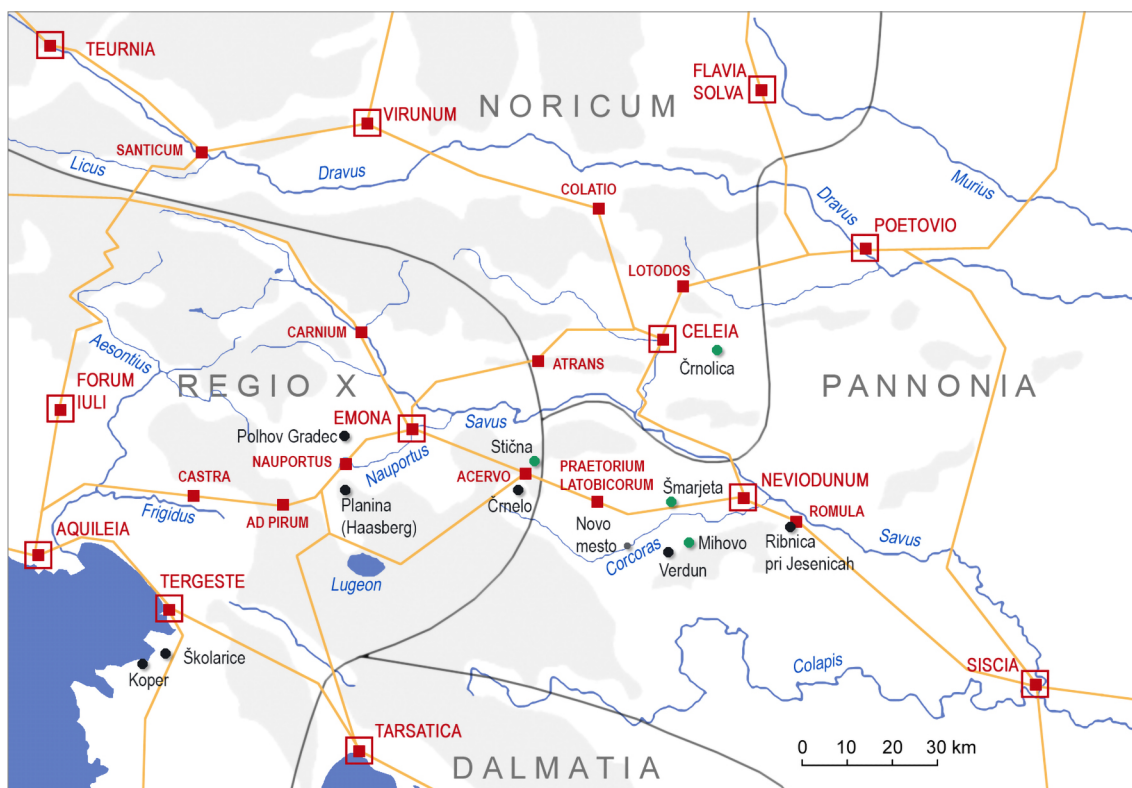 TEURNIA
FLAVIA
SOLVA
NORICUM
VIRUNUM
SANTICUM
Licus
Dravus
COLATIO
Murius
Dravus
POETOVIO
LOTODOS
CARNIUM
CELEIA
Aesontius
ATRANS
Črnolica
FORUM
IULI
REGIO X
PANNONIA
EMONA
Savus
Polhov Gradec
NAUPORTUS
Nauportus
Stična
CASTRA
ACERVO
PRAETORIUM
LATOBICORUM
Šmarjeta
NEVIODUNUM
Frigidus
AD PIRUM
Planina
(Haasberg)
Črnelo
ROMULA
AQUILEIA
Novo
mesto
Corcoras
Mihovo
Verdun
Ribnica
pri Jesenicah
Savus
Lugeon
TERGESTE
Školarice
Koper
Colapis
SISCIA
TARSATICA
DALMATIA
0 10 20 30 km